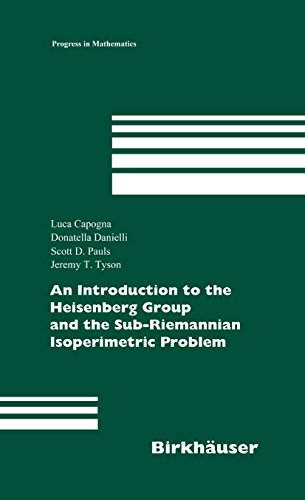 Progress in Mathematics
Luca Capogna
Donatella Danielli
Scott D. Pauls
Jeremy T. Tyson
An Introduction to the
Heisenberg Group
and the Sub-Riemannian
Isoperimetric Problem
Birkhäuser